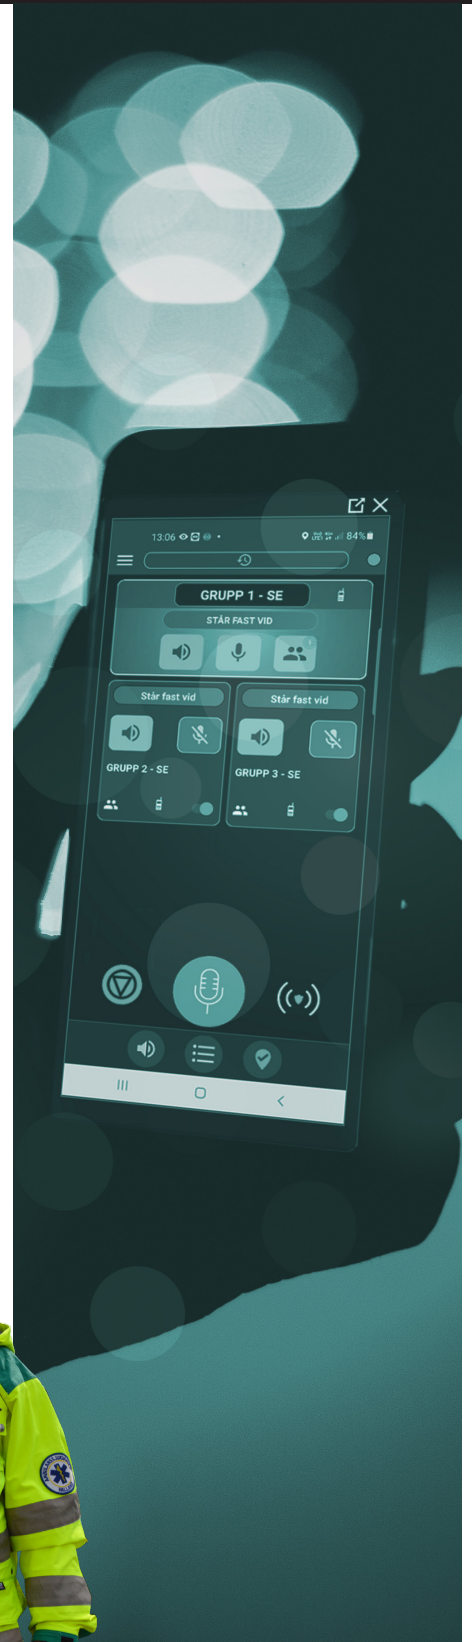 13:06
84%
GRUPP 1 - SE
STÅR FAST VID
Står fast vid
Står fast vid
GRUPP 2 - SE
GRUPP 3 - SE